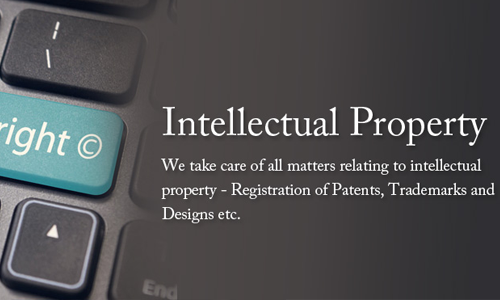 ¦
\
right ©
Intellectual Property
We take care of all matters relating to intellectual
property - Registration of Patents, Trademarks and
Designs etc.
▲
End